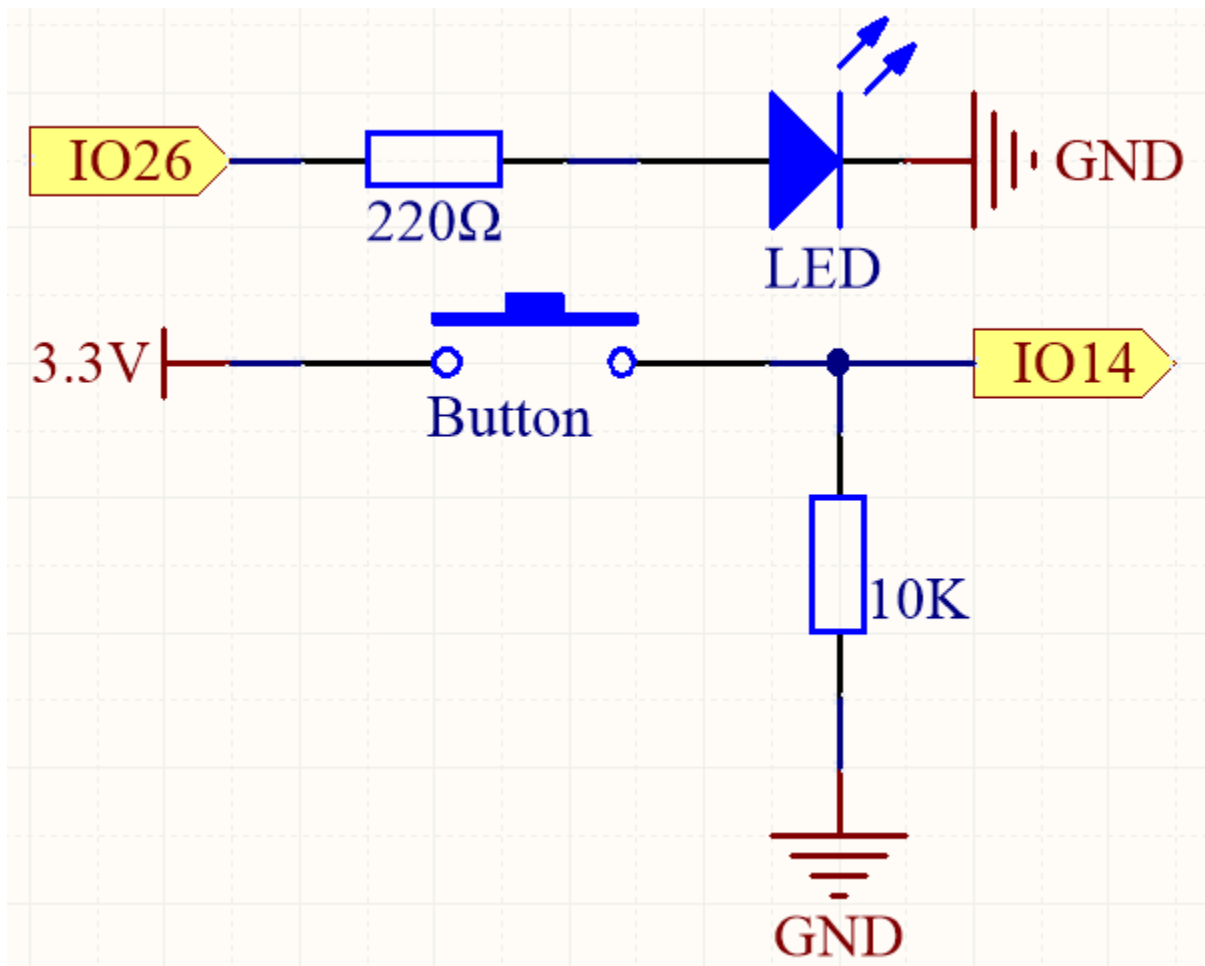 IO26
220Ω
LED
GND
3.3V
Button
IO14
10K
GND